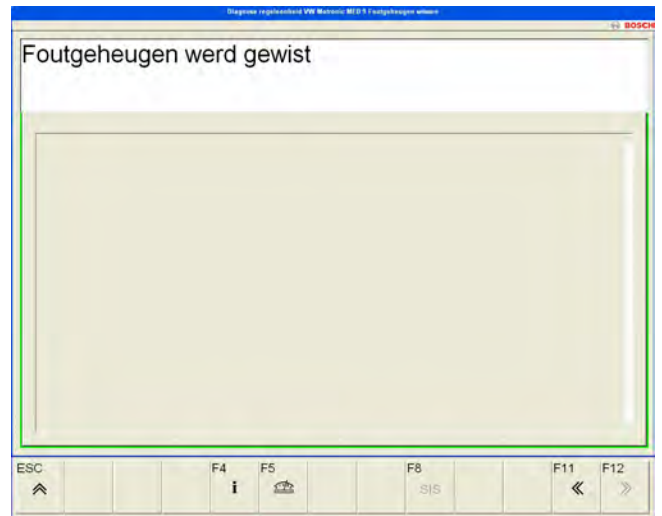 Diagnose regeleenheid VW Motronic MED 9 Foutgeheugen wissen
BOSCH
Foutgeheugen werd gewist
ESC F4 F5 F8 F11 F12
i SIS